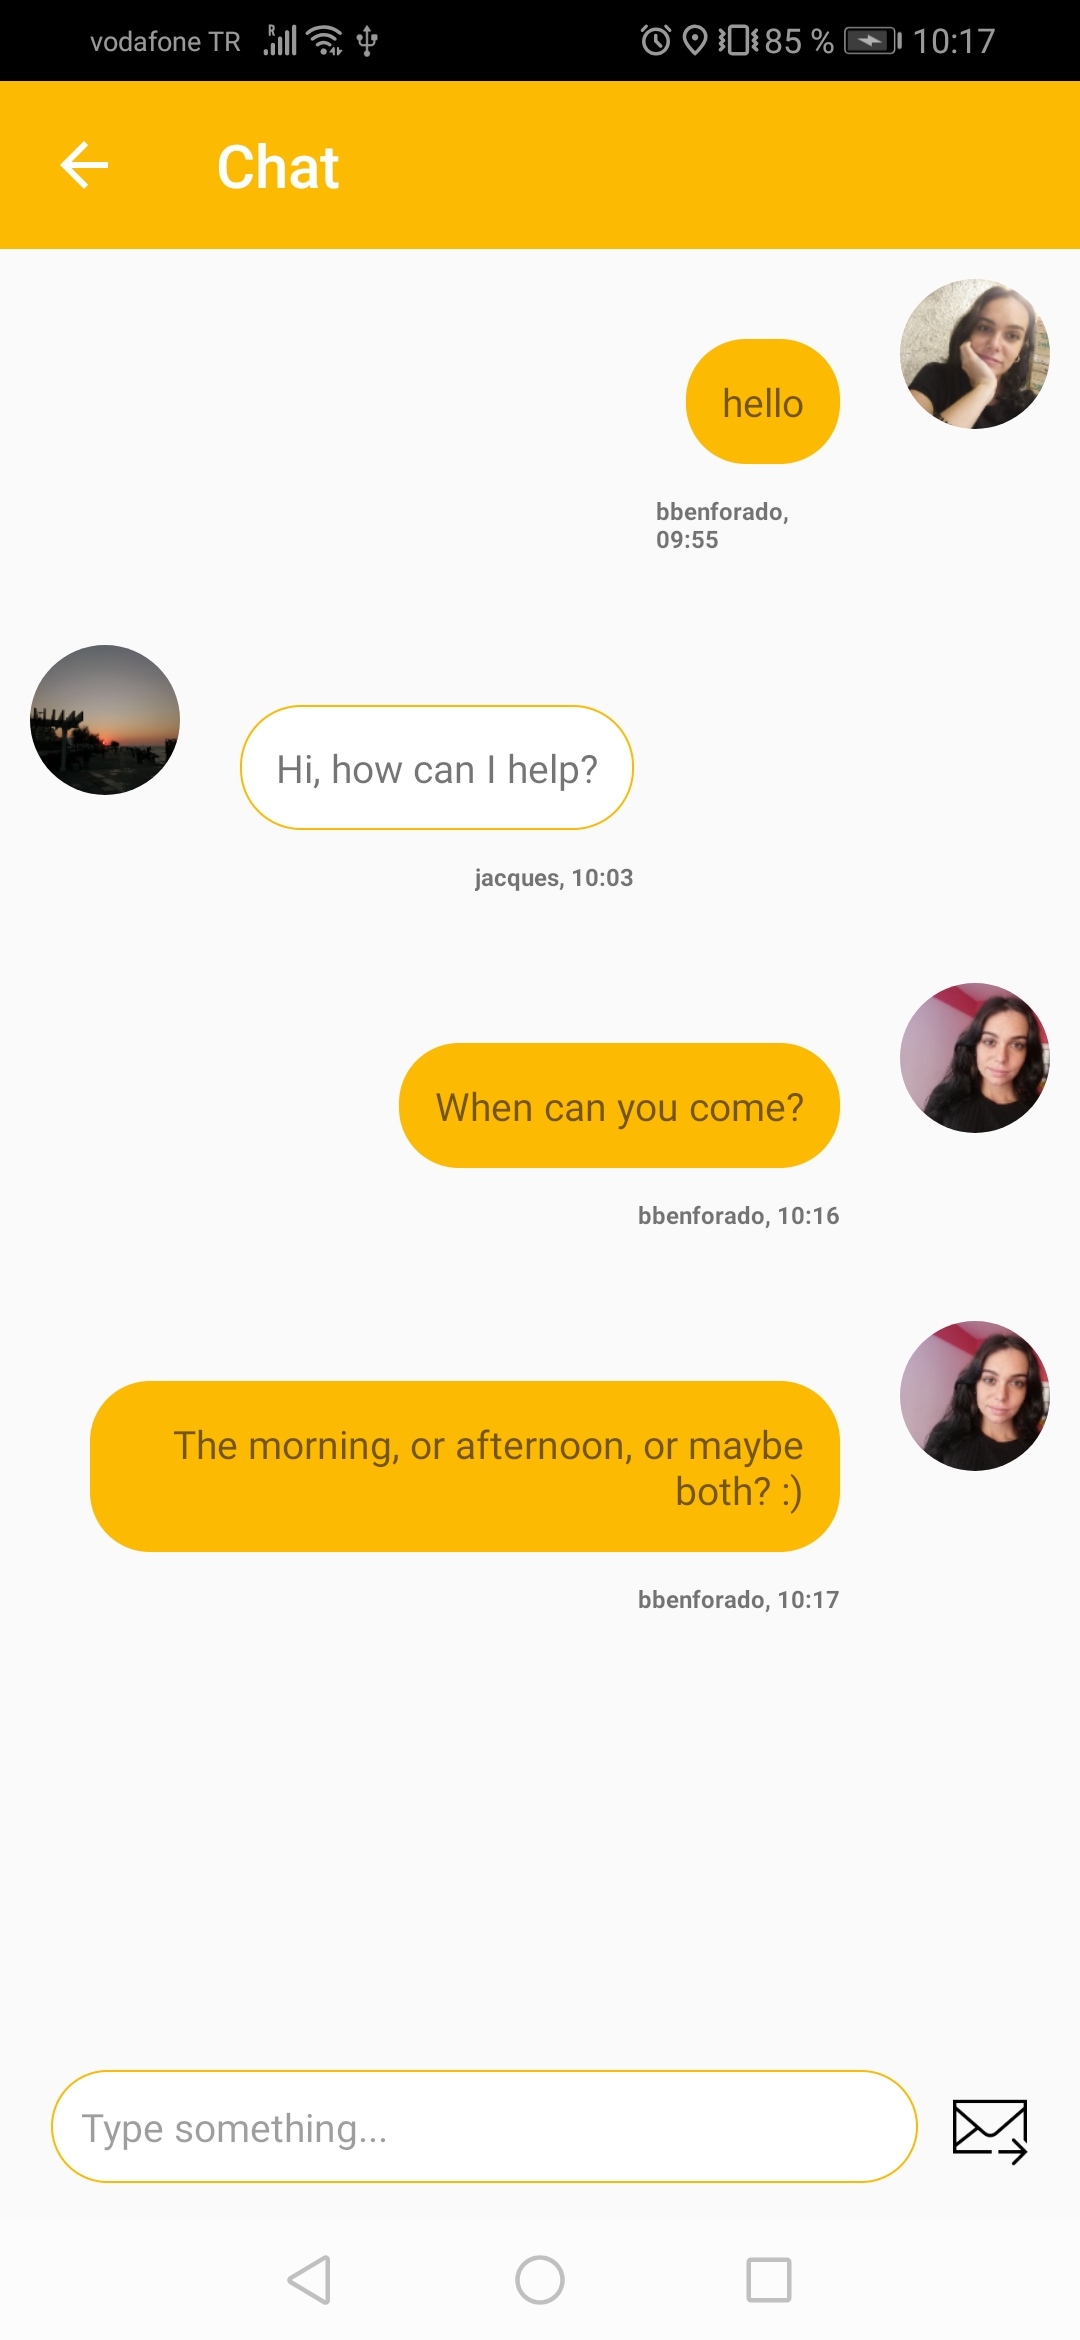 vodafone TR 85 % 10:17
Chat
hello
bbenforado,
09:55
Hi, how can I help?
jacques, 10:03
When can you come?
bbenforado, 10:16
The morning, or afternoon, or maybe
both? :)
bbenforado, 10:17
Type something...